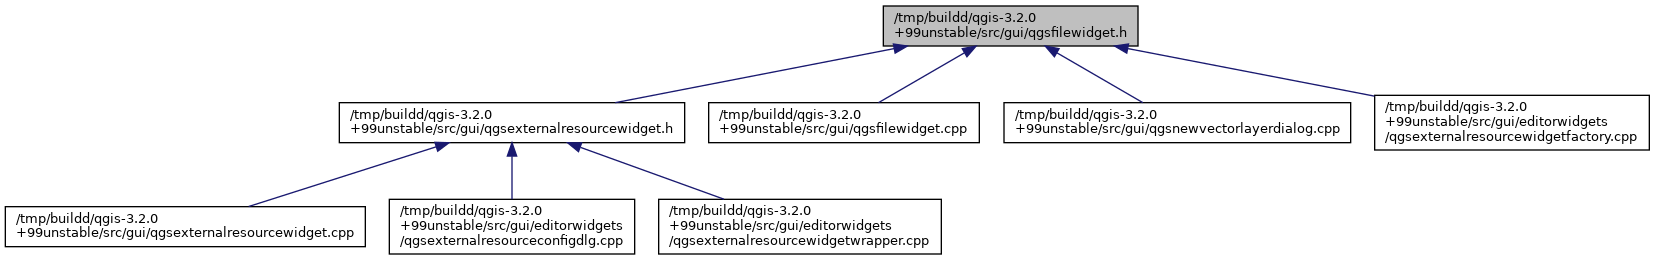 /tmp/buildd/qgis-3.2.0
+99unstable/src/gui/qgsfilewidget.h
/tmp/buildd/qgis-3.2.0
+99unstable/src/gui/qgsexternalresourcewidget.h
/tmp/buildd/qgis-3.2.0
+99unstable/src/gui/qgsfilewidget.cpp
/tmp/buildd/qgis-3.2.0
+99unstable/src/gui/qgsnewvectorlayerdialog.cpp
/tmp/buildd/qgis-3.2.0
+99unstable/src/gui/editorwidgets
/qgsexternalresourcewidgetfactory.cpp
/tmp/buildd/qgis-3.2.0
+99unstable/src/gui/qgsexternalresourcewidget.cpp
/tmp/buildd/qgis-3.2.0
+99unstable/src/gui/editorwidgets
/qgsexternalresourceconfigdlg.cpp
/tmp/buildd/qgis-3.2.0
+99unstable/src/gui/editorwidgets
/qgsexternalresourcewidgetwrapper.cpp